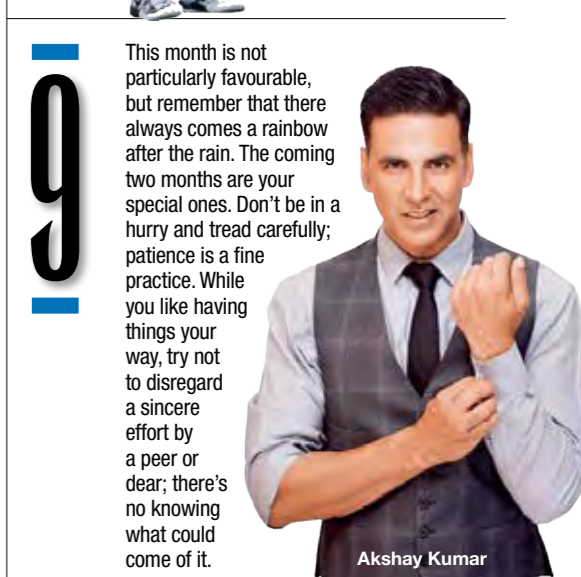 9
This month is not
particularly favourable,
but remember that there
always comes a rainbow
after the rain. The coming
two months are your
special ones. Don't be in a
hurry and tread carefully;
patience is a fine
practice. While
you like having
things your
way, try not
to disregard
a sincere
effort by
a peer or
dear; there's
no knowing
what could
come of it.
Akshay Kumar